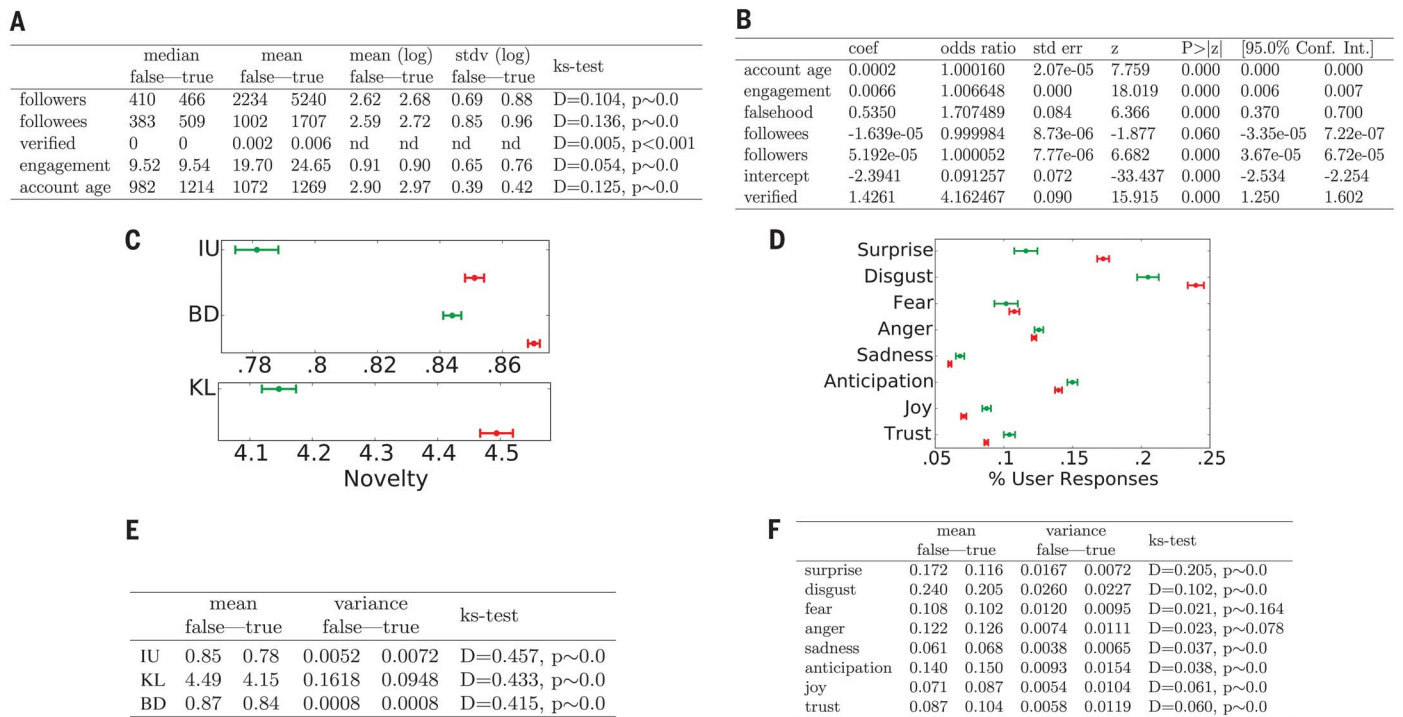 A
median mean mean (log) stdv (log) ks-test
false—true false—true false—true false—true
followers 410 466 2234 5240 2.62 2.68 0.69 0.88 D=0.104, p∼0.0
followees 383 509 1002 1707 2.59 2.72 0.85 0.96 D=0.136, p∼0.0
verified 0 0 0.002 0.006 nd nd nd nd D=0.005, p<0.001
engagement 9.52 9.54 19.70 24.65 0.91 0.90 0.65 0.76 D=0.054, p∼0.0
account age 982 1214 1072 1269 2.90 2.97 0.39 0.42 D=0.125, p∼0.0
B
coef odds ratio std err z P>|z| [95.0% Conf. Int.]
account age 0.0002 1.000160 2.07e-05 7.759 0.000 0.000 0.000
engagement 0.0066 1.006648 0.000 18.019 0.000 0.006 0.007
falsehood 0.5350 1.707489 0.084 6.366 0.000 0.370 0.700
followees -1.639e-05 0.999984 8.73e-06 -1.877 0.060 -3.35e-05 7.22e-07
followers 5.192e-05 1.000052 7.77e-06 6.682 0.000 3.67e-05 6.72e-05
intercept -2.3941 0.091257 0.072 -33.437 0.000 -2.534 -2.254
verified 1.4261 4.162467 0.090 15.915 0.000 1.250 1.602
C
IU
BD
.78 .8 .82 .84 .86
KL
4.1 4.2 4.3 4.4 4.5
Novelty
D
Surprise
Disgust
Fear
Anger
Sadness
Anticipation
Joy
Trust
.05 .1 .15 .2 .25
% User Responses
E
mean variance ks-test
false—true false—true
IU 0.85 0.78 0.0052 0.0072 D=0.457, p∼0.0
KL 4.49 4.15 0.1618 0.0948 D=0.433, p∼0.0
BD 0.87 0.84 0.0008 0.0008 D=0.415, p∼0.0
F
mean variance ks-test
false—true false—true
surprise 0.172 0.116 0.0167 0.0072 D=0.205, p∼0.0
disgust 0.240 0.205 0.0260 0.0227 D=0.102, p∼0.0
fear 0.108 0.102 0.0120 0.0095 D=0.021, p∼0.164
anger 0.122 0.126 0.0074 0.0111 D=0.023, p∼0.078
sadness 0.061 0.068 0.0038 0.0065 D=0.037, p∼0.0
anticipation 0.140 0.150 0.0093 0.0154 D=0.038, p∼0.0
joy 0.071 0.087 0.0054 0.0104 D=0.061, p∼0.0
trust 0.087 0.104 0.0058 0.0119 D=0.060, p∼0.0